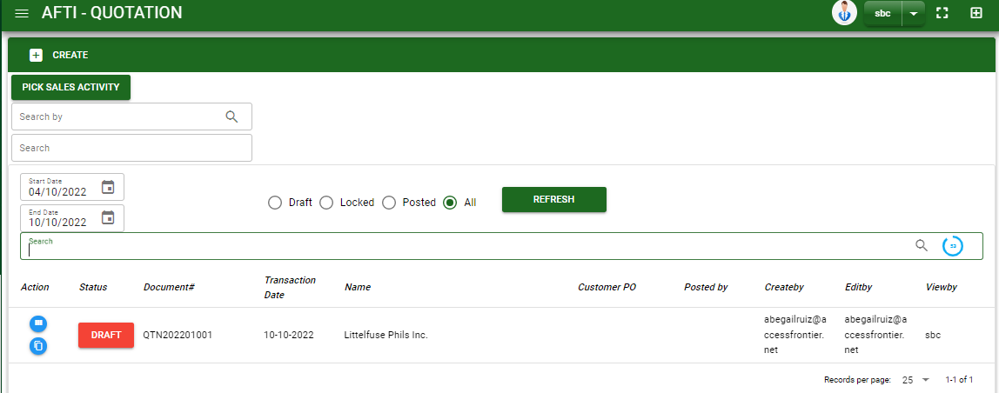 AFTI - QUOTATION
sbc
CREATE
PICK SALES ACTIVITY
Search by
Search
Start Date
04/10/2022
End Date
10/10/2022
Draft Locked Posted All
REFRESH
Search
53
Action Status Document# Transaction Date Name Customer PO Posted by Createby Editby Viewby
DRAFT QTN202201001 10-10-2022 Littelfuse Phils Inc. abegailruiz@accessfrontier.net abegailruiz@accessfrontier.net sbc
Records per page: 25 1-1 of 1